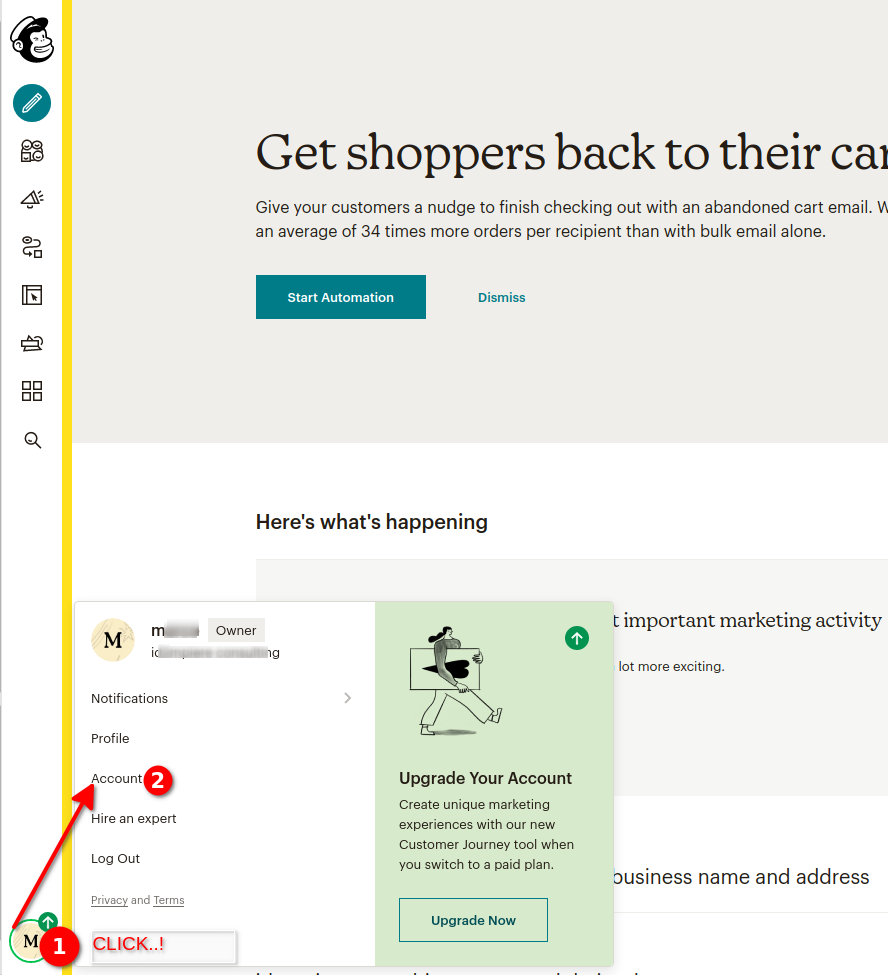 Get shoppers back to their
Give your customers a nudge to finish checking out with an abandoned cart email.
an average of 34 times more orders per recipient than with bulk email alone.
Start Automation
Dismiss
Here's what's happening
important marketing activity
lot more exciting.
M
Owner
Notifications
Profile
Account
2
Hire an expert
Log Out
Privacy and Terms
Upgrade Your Account
Create unique marketing
experiences with our new
Customer Journey tool when
you switch to a paid plan.
Upgrade Now
business name and address
M
1
CLICK..!